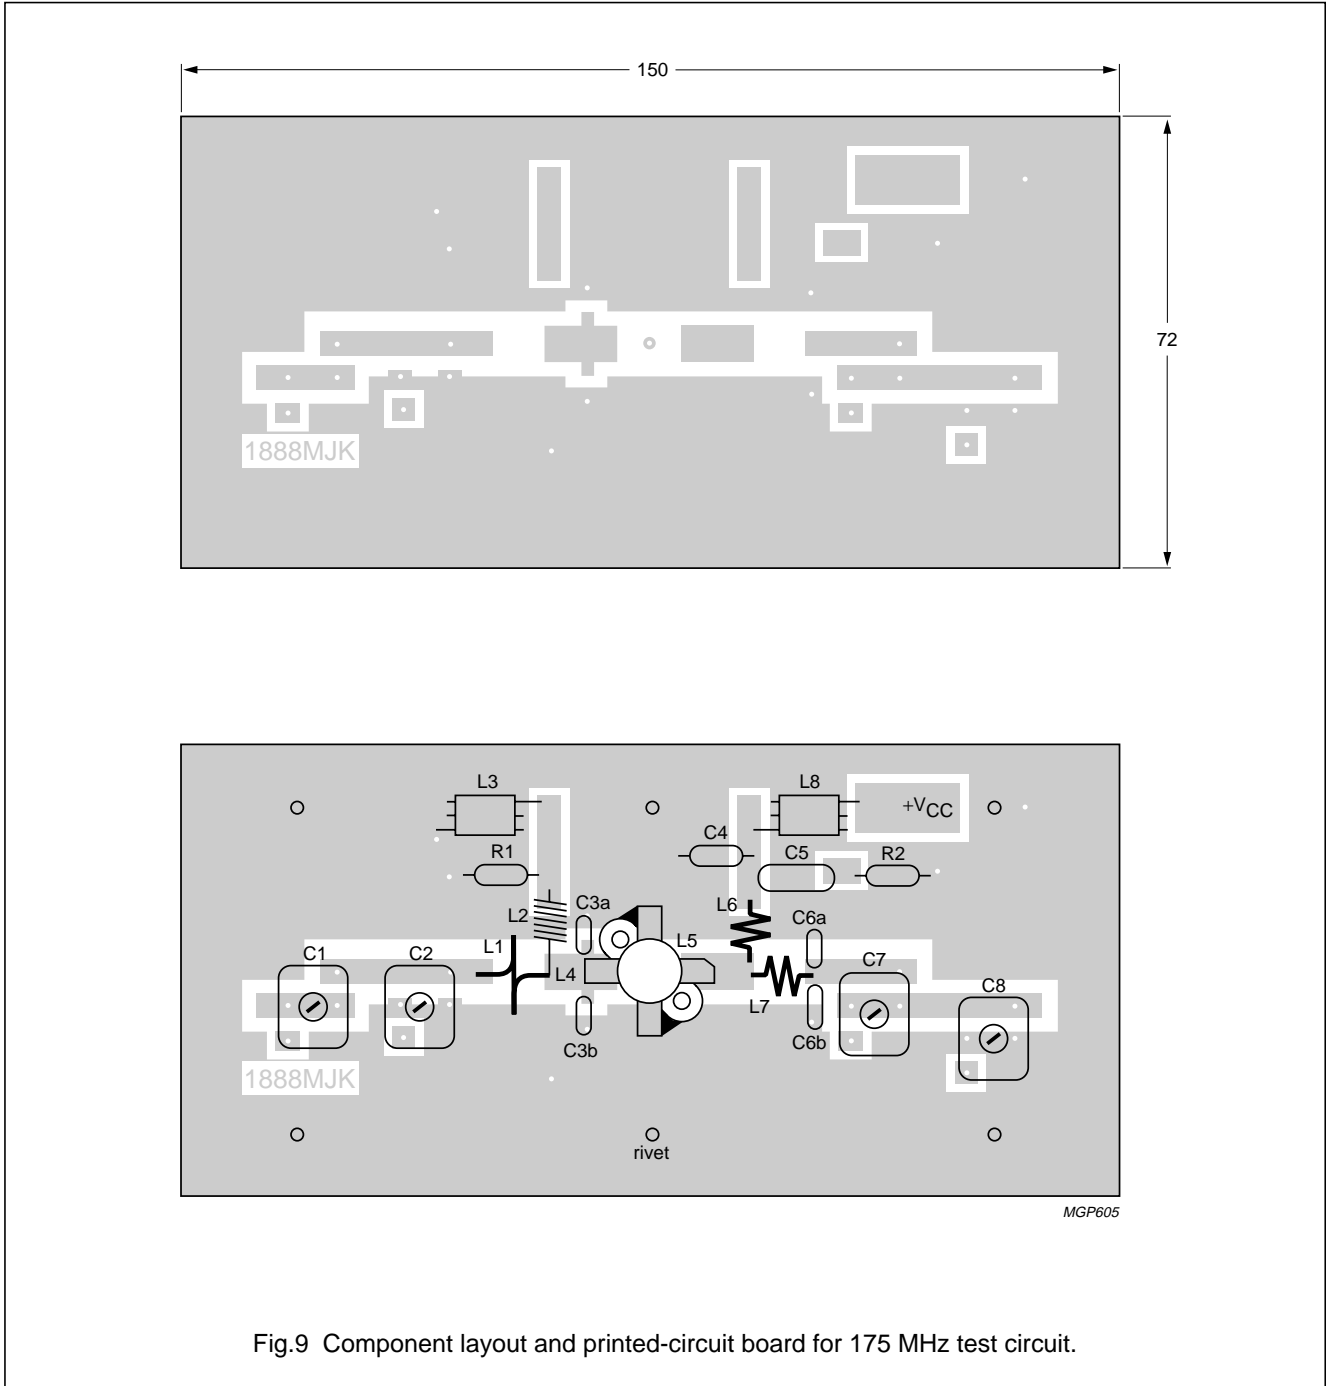 150
72
1888MJK
L3
L8
+VCC
C4
R1
C5
R2
L2
C3a
L6
C6a
L1
L5
C1
C2
C7
L4
C8
L7
C3b
C6b
1888MJK
rivet
MGP605
Fig.9 Component layout and printed-circuit board for 175 MHz test circuit.